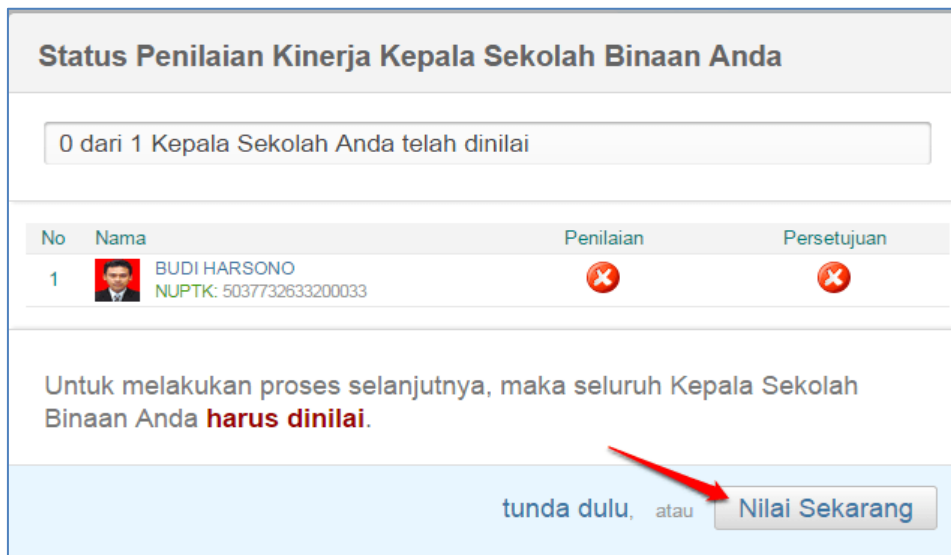 Status Penilaian Kinerja Kepala Sekolah Binaan Anda
0 dari 1 Kepala Sekolah Anda telah dinilai
No Nama Penilaian Persetujuan
1 BUDI HARSONO
NUPTK: 5037732633200033
Untuk melakukan proses selanjutnya, maka seluruh Kepala Sekolah
Binaan Anda harus dinilai.
tunda dulu, atau Nilai Sekarang